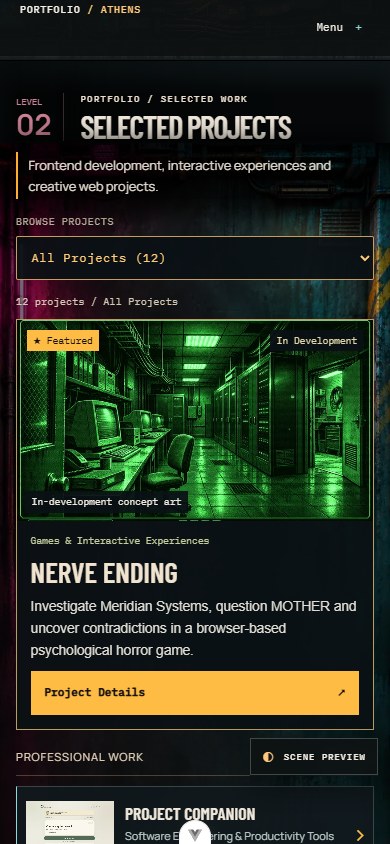 PORTFOLIO / ATHENS
Menu +
LEVEL
02
PORTFOLIO / SELECTED WORK
SELECTED PROJECTS
Frontend development, interactive experiences and
creative web projects.
BROWSE PROJECTS
All Projects (12)
12 projects / All Projects
★ Featured
In Development
In-development concept art
Games & Interactive Experiences
NERVE ENDING
Investigate Meridian Systems, question MOTHER and
uncover contradictions in a browser-based
psychological horror game.
Project Details ↗
PROFESSIONAL WORK
SCENE PREVIEW
PROJECT COMPANION
Software E ering & Productivity Tools